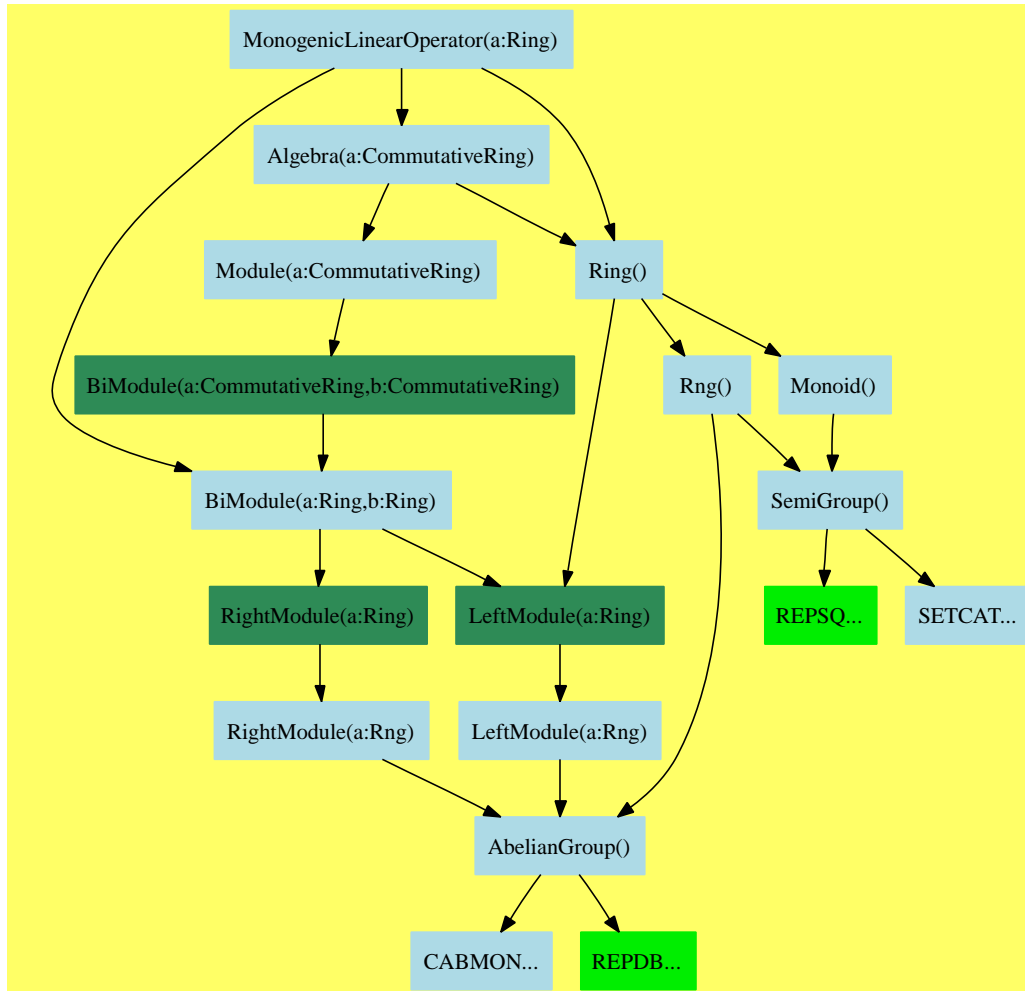 MonogenicLinearOperator(a:Ring)
Algebra(a:CommutativeRing)
Module(a:CommutativeRing)
Ring()
BiModule(a:CommutativeRing,b:CommutativeRing)
Rng()
Monoid()
BiModule(a:Ring,b:Ring)
SemiGroup()
RightModule(a:Ring)
LeftModule(a:Ring)
REPSQ...
SETCAT...
RightModule(a:Rng)
LeftModule(a:Rng)
AbelianGroup()
CABMON...
REPDB...